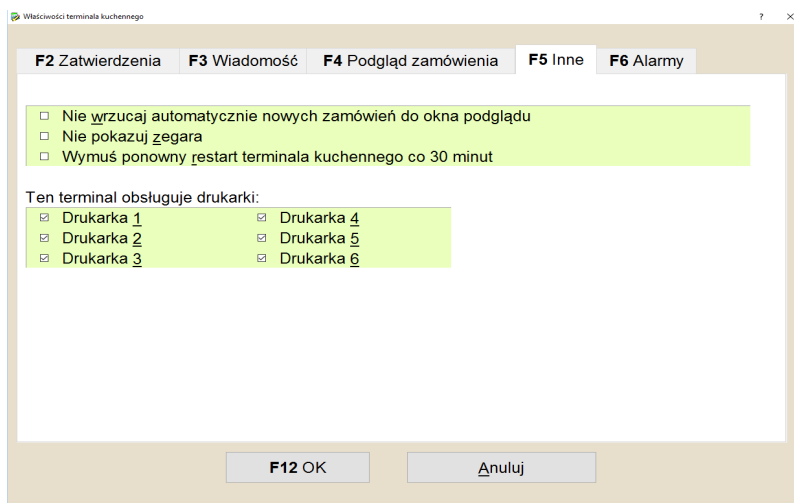 Właściwości terminala kuchennego ? ×
F2 Zatwierdzenia F3 Wiadomość F4 Podgląd zamówienia F5 Inne F6 Alarmy
Nie wrzucaj automatycznie nowych zamówień do okna podglądu
Nie pokazuj zegara
Wymuś ponowny restart terminala kuchennego co 30 minut
Ten terminal obsługuje drukarki:
Drukarka 1 Drukarka 4
Drukarka 2 Drukarka 5
Drukarka 3 Drukarka 6
F12 OK Anuluj